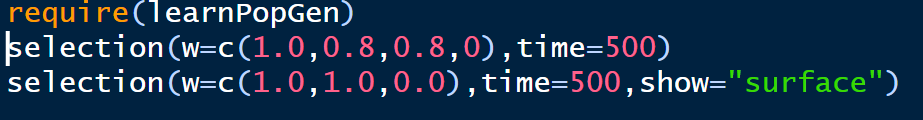 require(learnPopGen)
selection(w=c(1.0,0.8,0.8,0),time=500)
selection(w=c(1.0,1.0,0.0),time=500,show="surface")